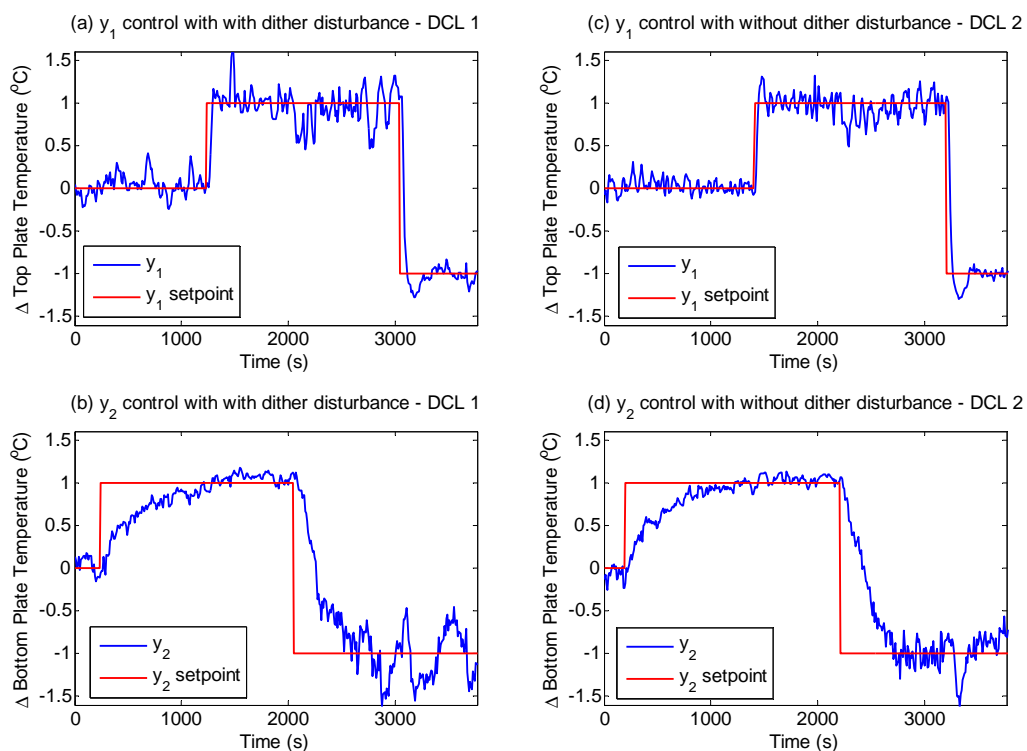 (a) y1 control with with dither disturbance - DCL 1
1.5
1
0.5
0
-0.5
-1
-1.5
Δ Top Plate Temperature (ºC)
y1
y1 setpoint
0 1000 2000 3000
Time (s)
(c) y1 control with without dither disturbance - DCL 2
1.5
1
0.5
0
-0.5
-1
-1.5
Δ Top Plate Temperature (ºC)
y1
y1 setpoint
0 1000 2000 3000
Time (s)
(b) y2 control with with dither disturbance - DCL 1
1.5
1
0.5
0
-0.5
-1
-1.5
Δ Bottom Plate Temperature (ºC)
y2
y2 setpoint
0 1000 2000 3000
Time (s)
(d) y2 control with without dither disturbance - DCL 2
1.5
1
0.5
0
-0.5
-1
-1.5
Δ Bottom Plate Temperature (ºC)
y2
y2 setpoint
0 1000 2000 3000
Time (s)